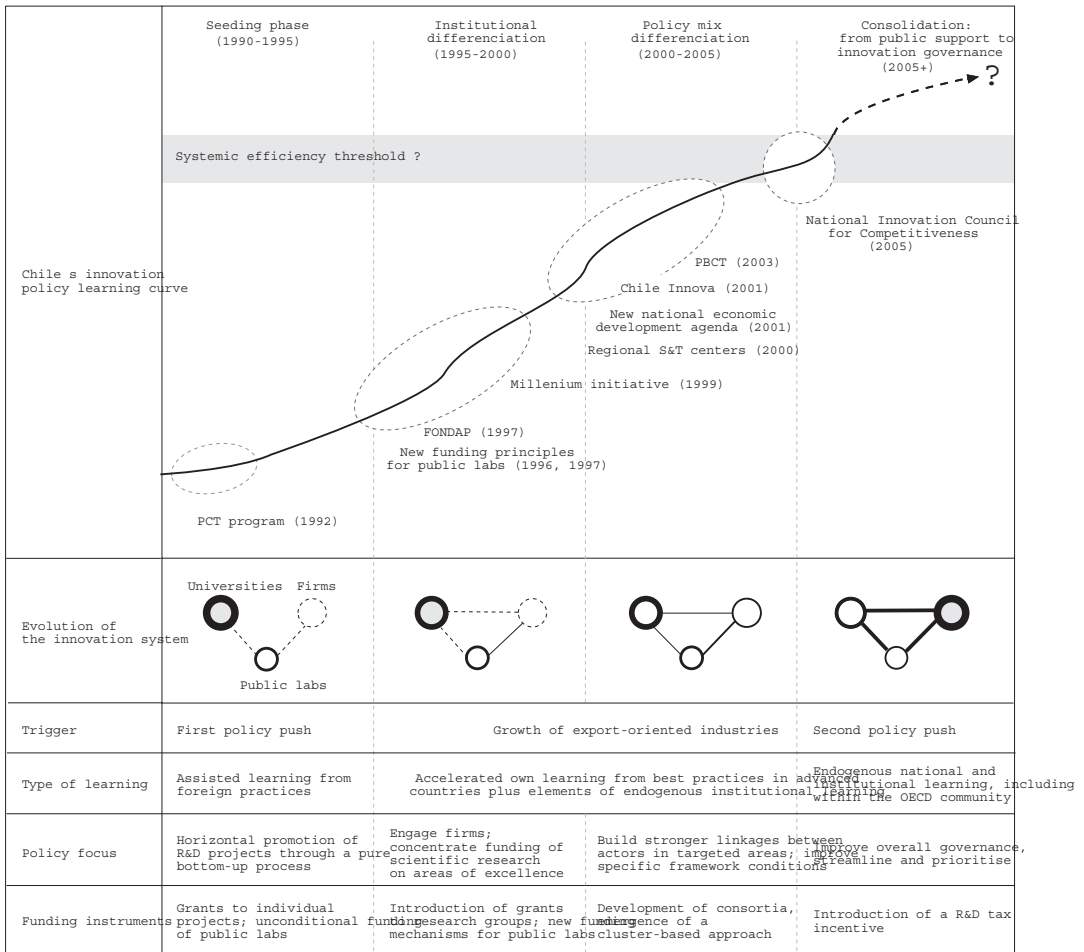 Seeding phase
(1990-1995)
Institutional
differenciation
(1995-2000)
Policy mix
differenciation
(2000-2005)
Consolidation:
from public support to
innovation governance
(2005+)
?
Systemic efficiency threshold ?
National Innovation Council
for Competitiveness
(2005)
PBCT (2003)
Chile s innovation
policy learning curve
Chile Innova (2001)
New national economic
development agenda (2001)
Regional S&T centers (2000)
Millenium initiative (1999)
FONDAP (1997)
New funding principles
for public labs (1996, 1997)
PCT program (1992)
Universities Firms
Evolution of
the innovation system
Public labs
Trigger
First policy push
Growth of export-oriented industries
Second policy push
Type of learning
Assisted learning from
foreign practices
Accelerated own learning from best practices in advanced
countries plus elements of endogenous institutional learning
Endogenous national and
institutional learning, including
within the OECD community
Policy focus
Horizontal promotion of
R&D projects through a pure
bottom-up process
Engage firms;
concentrate funding of
scientific research
on areas of excellence
Build stronger linkages between
actors in targeted areas; improve
specific framework conditions
Improve overall governance,
streamline and prioritise
Funding instruments
Grants to individual
projects; unconditional funding
of public labs
Introduction of grants
to research groups; new funding
mechanisms for public labs
Development of consortia,
emergence of a
cluster-based approach
Introduction of a R&D tax
incentive